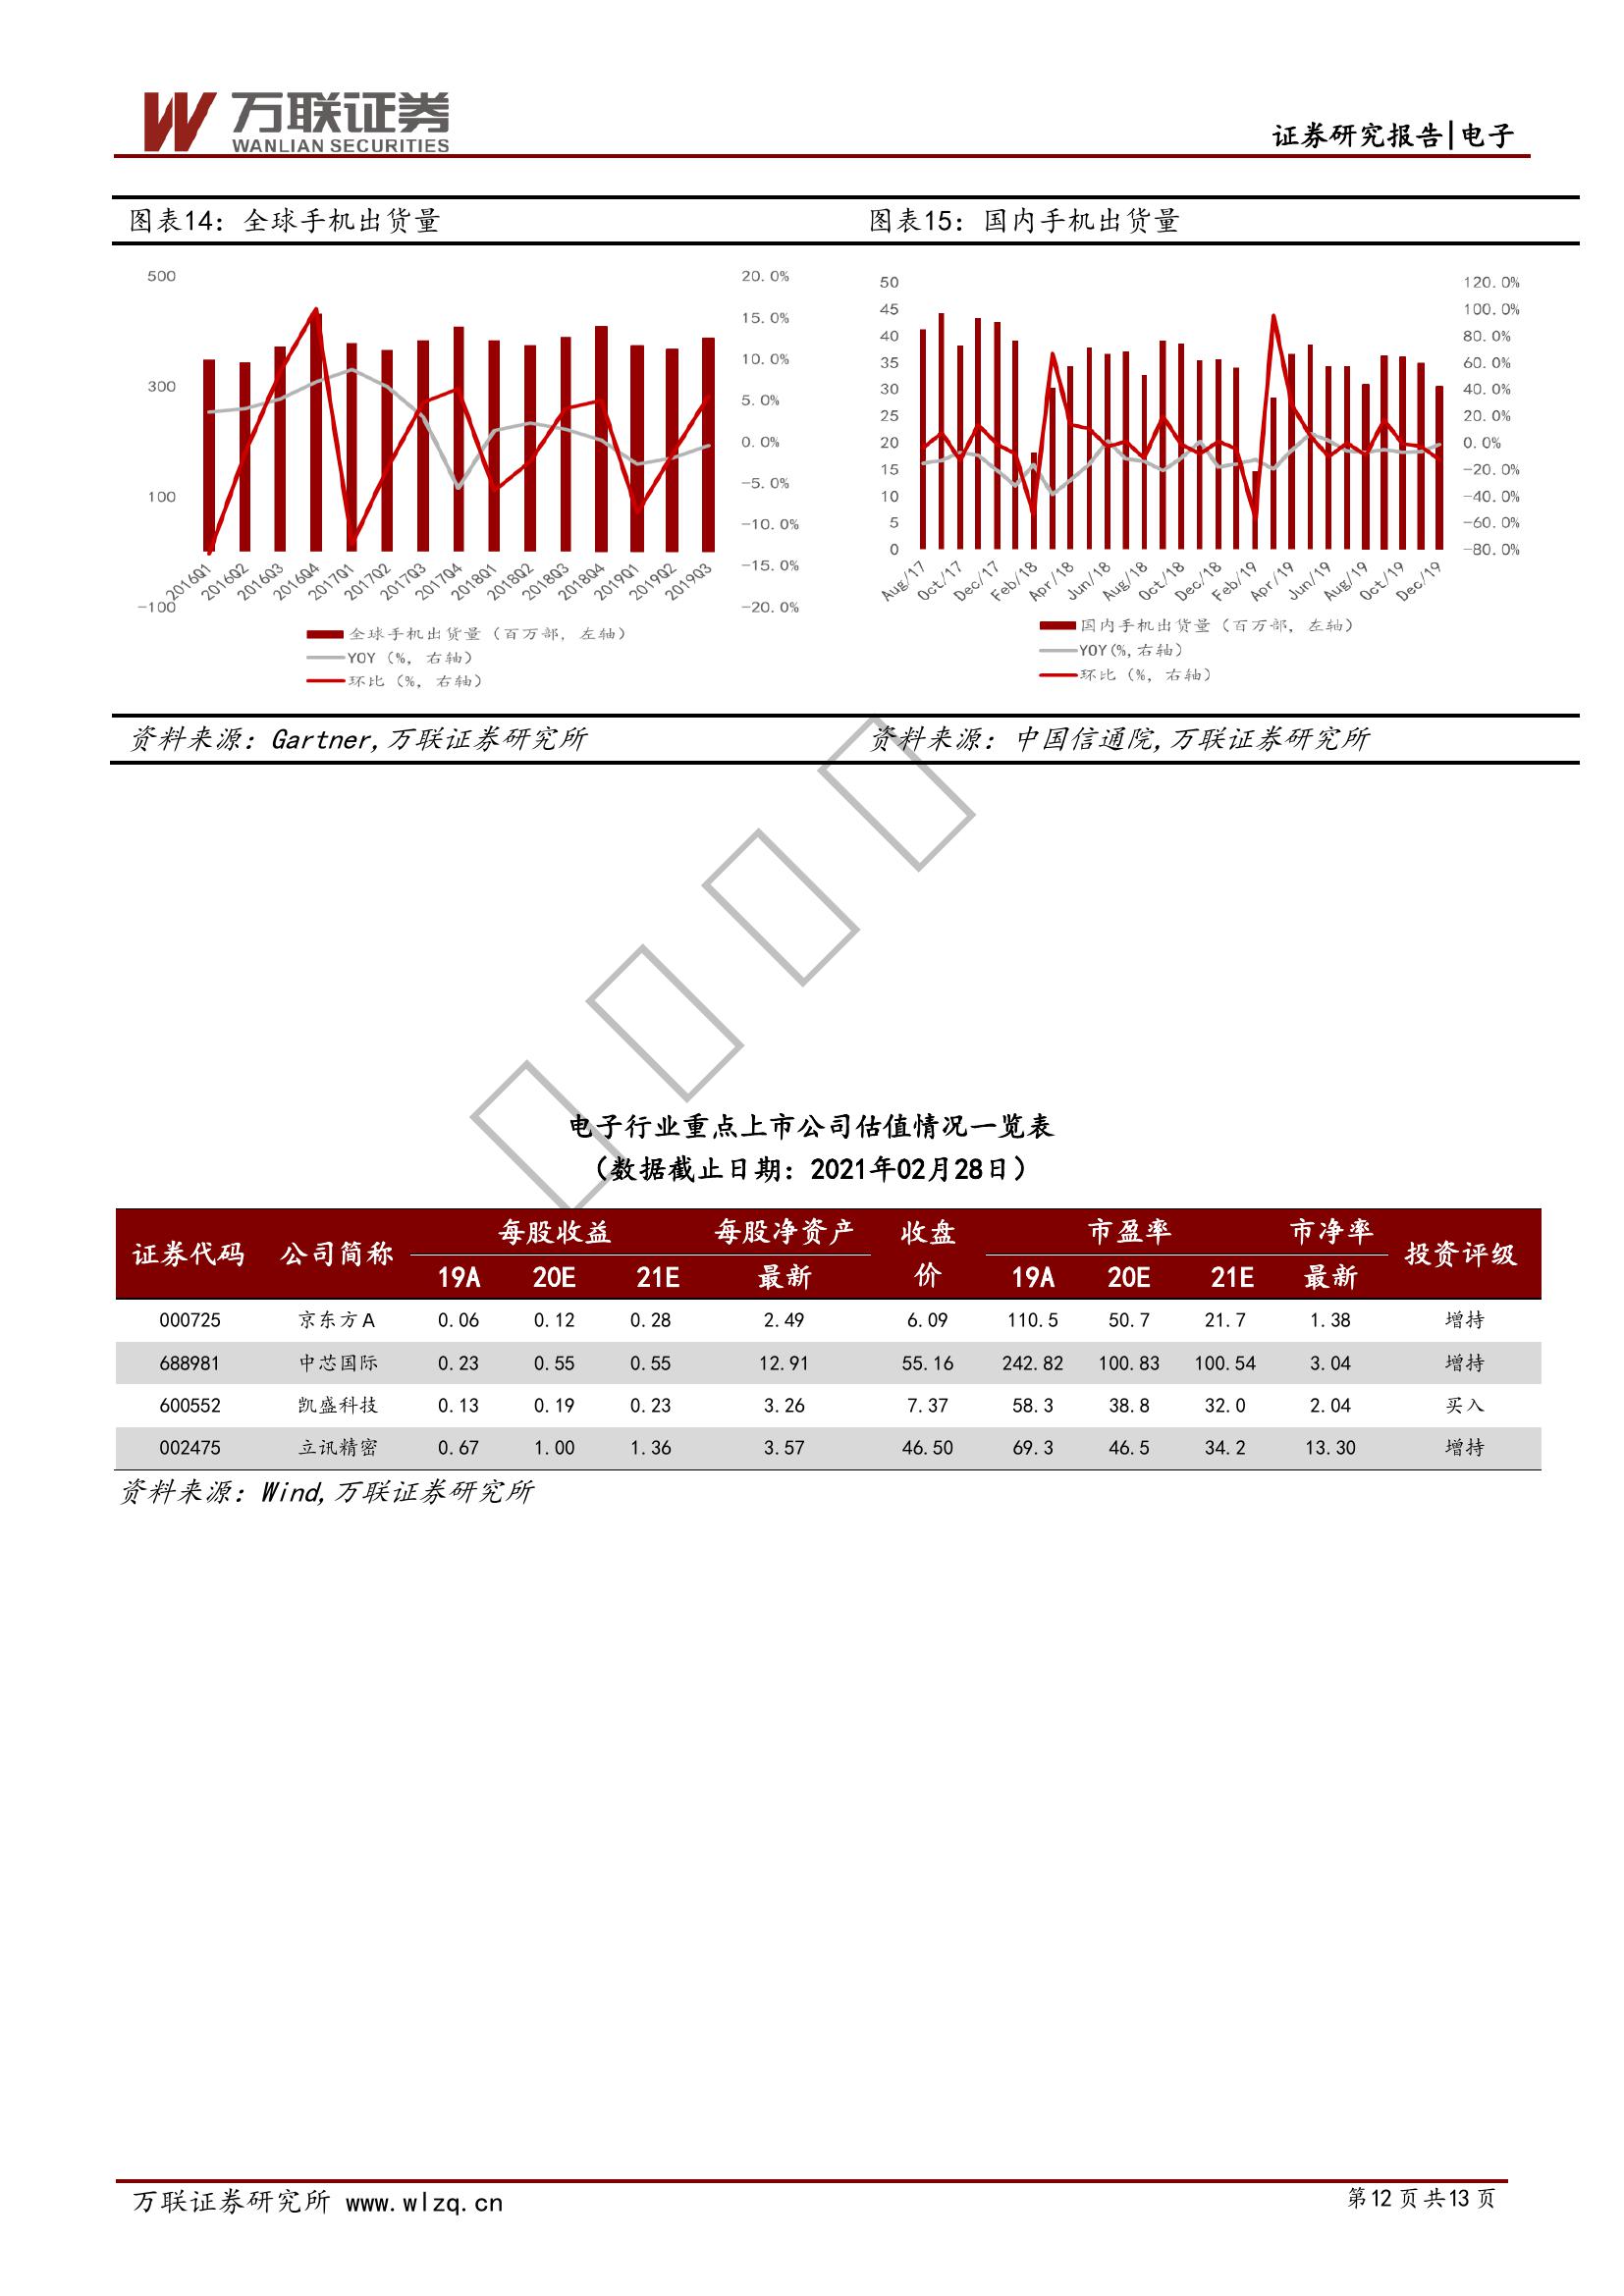 万联证券
WANLIAN SECURITIES
证券研究报告|电子
图表14：全球手机出货量
500
300
100
-100
20.0%
15.0%
10.0%
5.0%
0.0%
-5.0%
-10.0%
-15.0%
-20.0%
2016Q1 2016Q2 2016Q3 2016Q4 2017Q1 2017Q2 2017Q3 2017Q4 2018Q1 2018Q2 2018Q3 2018Q4 2019Q1 2019Q2 2019Q3
全球手机出货量（百万部，左轴）
YOY（%，右轴）
环比（%，右轴）
资料来源：Gartner,万联证券研究所
图表15：国内手机出货量
50
45
40
35
30
25
20
15
10
5
0
120.0%
100.0%
80.0%
60.0%
40.0%
20.0%
0.0%
-20.0%
-40.0%
-60.0%
-80.0%
Aug/17 Oct/17 Dec/17 Feb/18 Apr/18 Jun/18 Aug/18 Oct/18 Dec/18 Feb/19 Apr/19 Jun/19 Aug/19 Oct/19 Dec/19
国内手机出货量（百万部，左轴）
YOY(%,右轴）
环比（%，右轴）
资料来源：中国信通院,万联证券研究所
电子行业重点上市公司估值情况一览表
（数据截止日期：2021年02月28日）
证券代码 公司简称 每股收益 每股净资产 收盘价 市盈率 市净率 投资评级
19A 20E 21E 最新 19A 20E 21E 最新
000725 京东方A 0.06 0.12 0.28 2.49 6.09 110.5 50.7 21.7 1.38 增持
688981 中芯国际 0.23 0.55 0.55 12.91 55.16 242.82 100.83 100.54 3.04 增持
600552 凯盛科技 0.13 0.19 0.23 3.26 7.37 58.3 38.8 32.0 2.04 买入
002475 立讯精密 0.67 1.00 1.36 3.57 46.50 69.3 46.5 34.2 13.30 增持
资料来源：Wind,万联证券研究所
万联证券研究所 www.wlzq.cn
第12页共13页